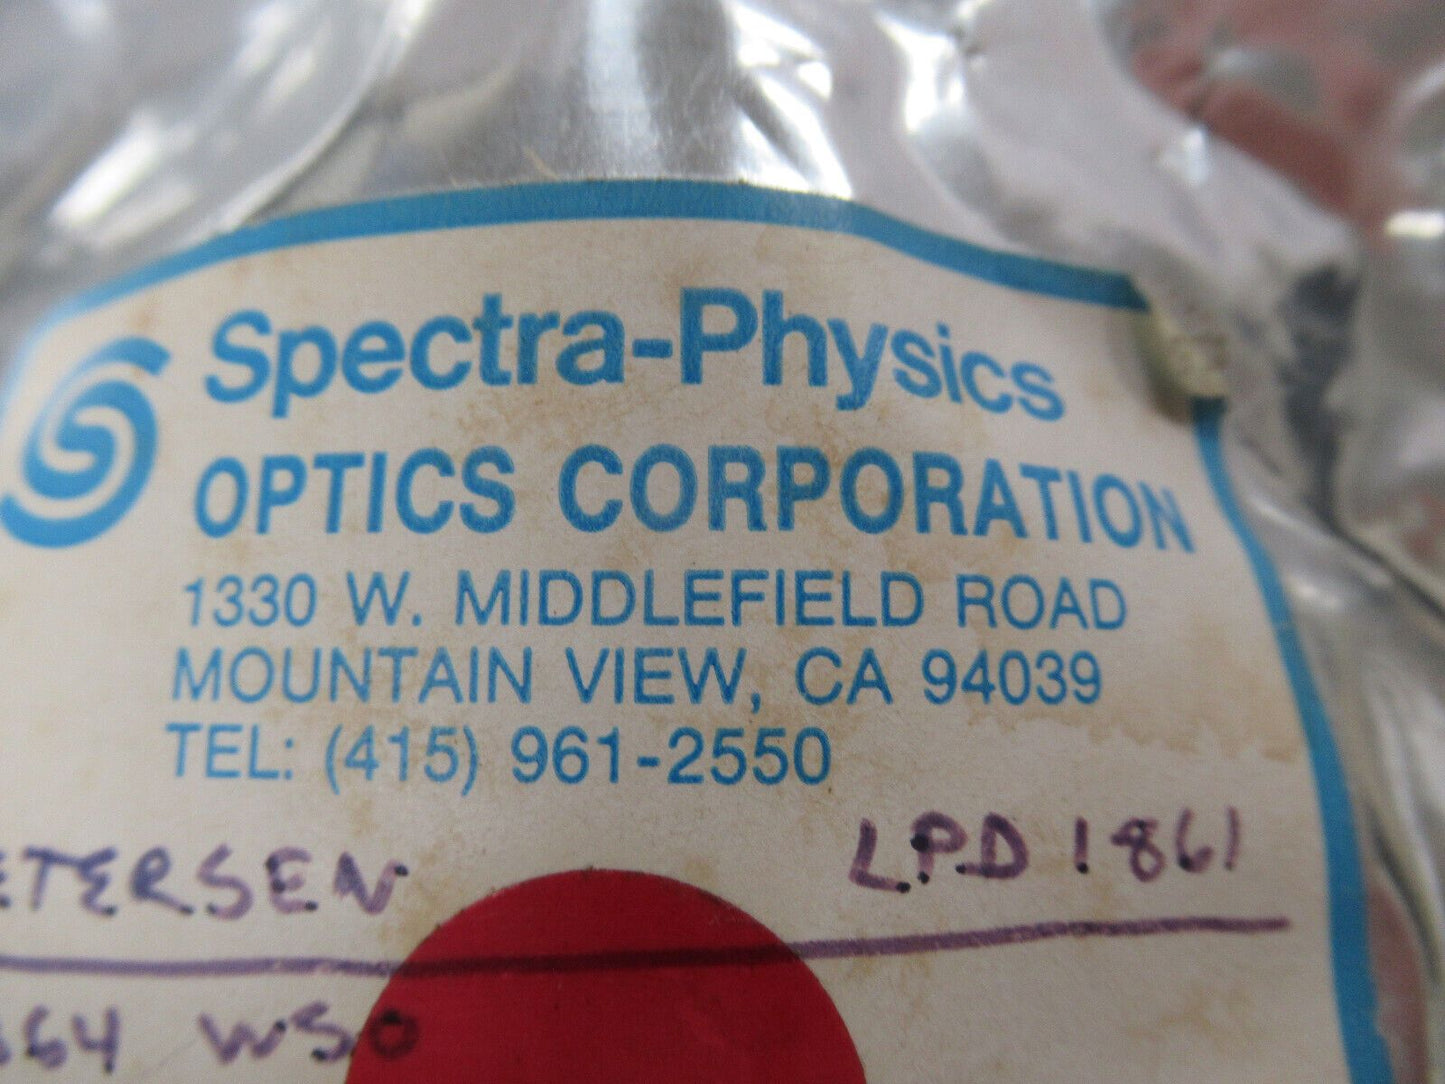 Spectra-Physics
OPTICS CORPORATION
1330 W. MIDDLEFIELD ROAD
MOUNTAIN VIEW, CA 94039
TEL: (415) 961-2550
ETERSEN LPD 1861
64 WSO